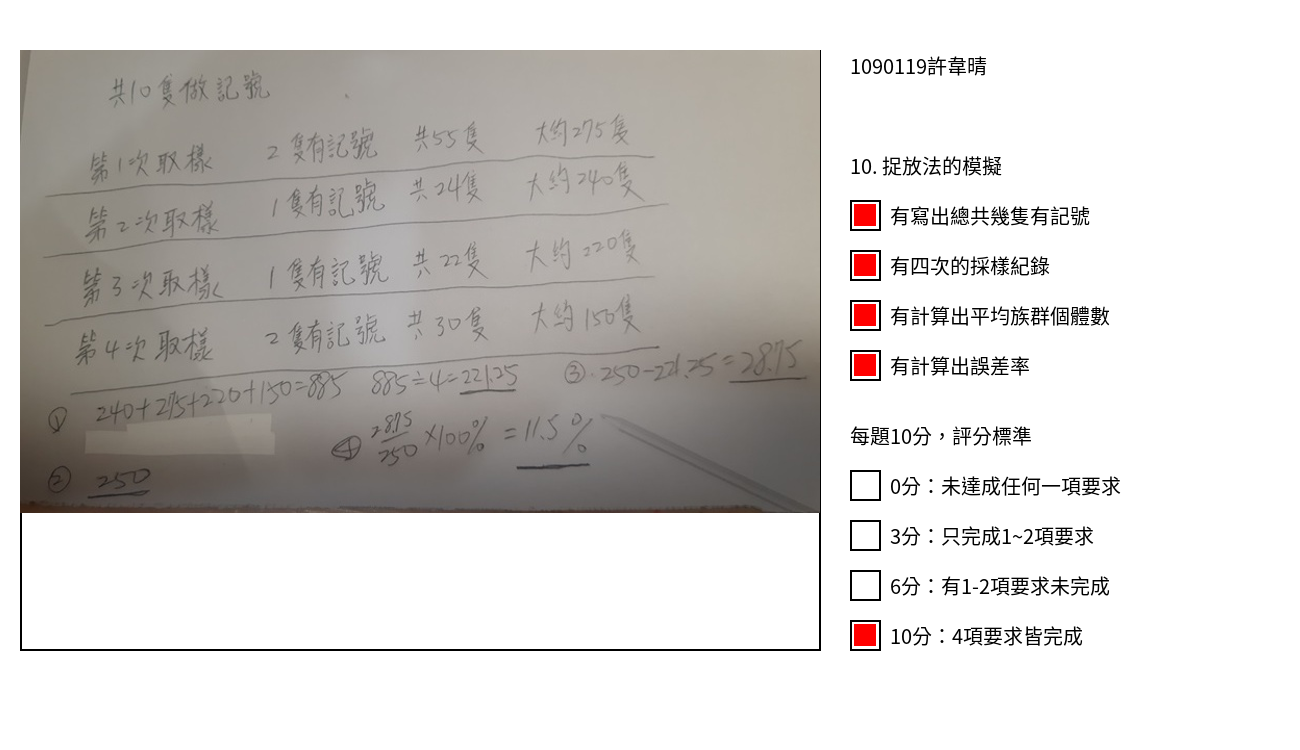 共10隻做記號
第1次取樣 2隻有記號 共55隻 大約275隻
第2次取樣 1隻有記號 共24隻 大約240隻
第3次取樣 1隻有記號 共22隻 大約220隻
第4次取樣 2隻有記號 共30隻 大約150隻
① 240+275+220+150=885 885÷4=221.25 ③ 250-221.25=28.75
④ 28.75/250 ×100% =11.5%
② 250
1090119許韋晴
10. 捉放法的模擬
有寫出總共幾隻有記號
有四次的採樣紀錄
有計算出平均族群個體數
有計算出誤差率
每題10分，評分標準
0分：未達成任何一項要求
3分：只完成1~2項要求
6分：有1-2項要求未完成
10分：4項要求皆完成